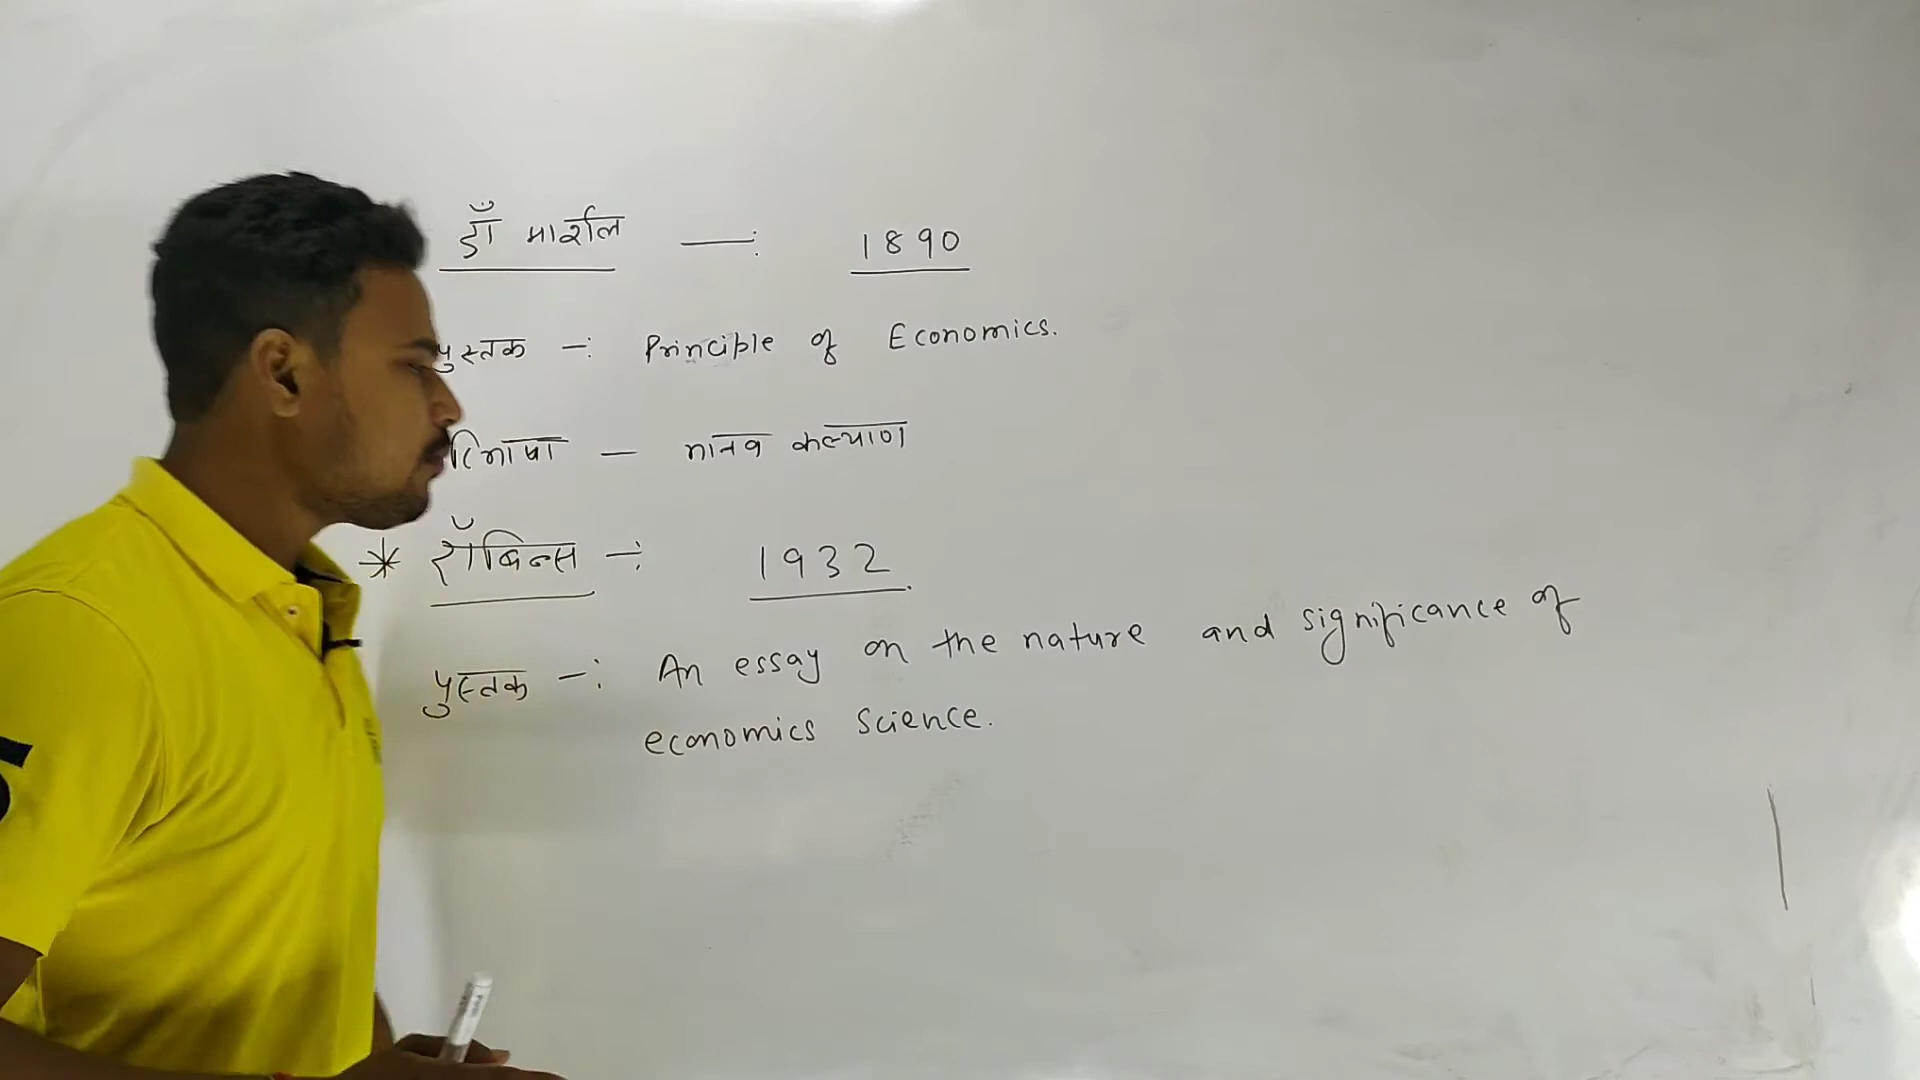 डॉ मार्शल —: 1890
पुस्तक -: Principle of Economics.
रिभाषा — मानव कल्याण
* रॉबिन्स -: 1932.
पुस्तक -: An essay on the nature and significance of
economics science.